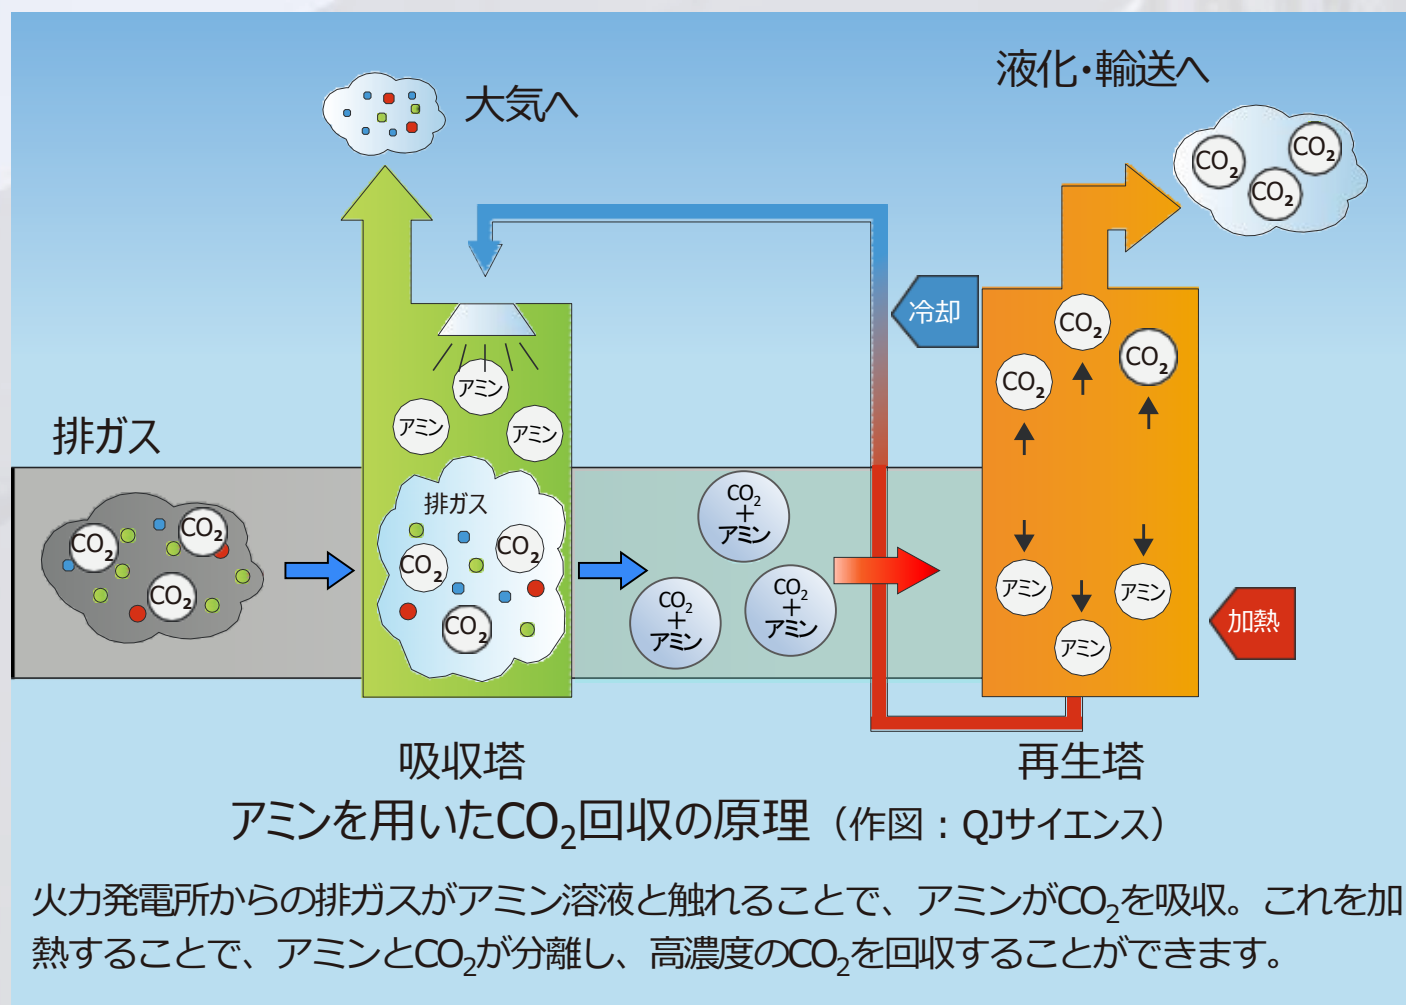 大気へ
液化・輸送へ
CO₂
CO₂
CO₂
冷却
CO₂
CO₂
CO₂
アミン
アミン
アミン
排ガス
排ガス
CO₂
CO₂
CO₂
CO₂
CO₂
CO₂
CO₂
+
アミン
CO₂
+
アミン
CO₂
+
アミン
アミン
アミン
アミン
加熱
吸収塔
再生塔
アミンを用いたCO₂回収の原理（作図：QJサイエンス）
火力発電所からの排ガスがアミン溶液と触れることで、アミンがCO₂を吸収。これを加
熱することで、アミンとCO₂が分離し、高濃度のCO₂を回収することができます。